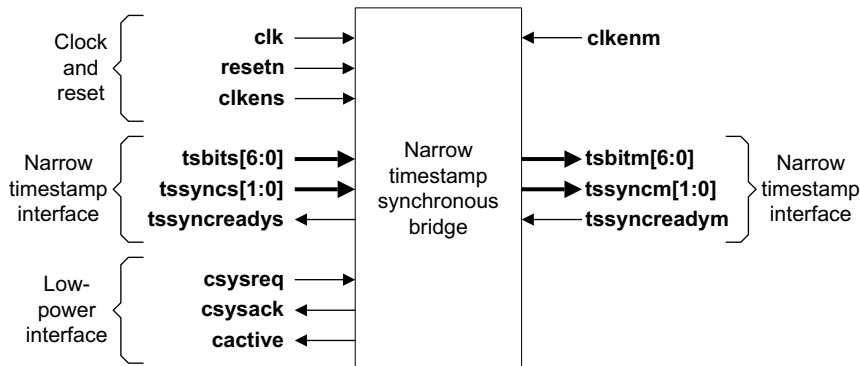 Clock
and
reset
clk
resetn
clkens
clkenm
Narrow
timestamp
interface
tsbits[6:0]
tssyncs[1:0]
tssyncreadys
Narrow
timestamp
synchronous
bridge
tsbitm[6:0]
tssyncm[1:0]
tssyncreadym
Narrow
timestamp
interface
Low-
power
interface
csysreq
csysack
cactive